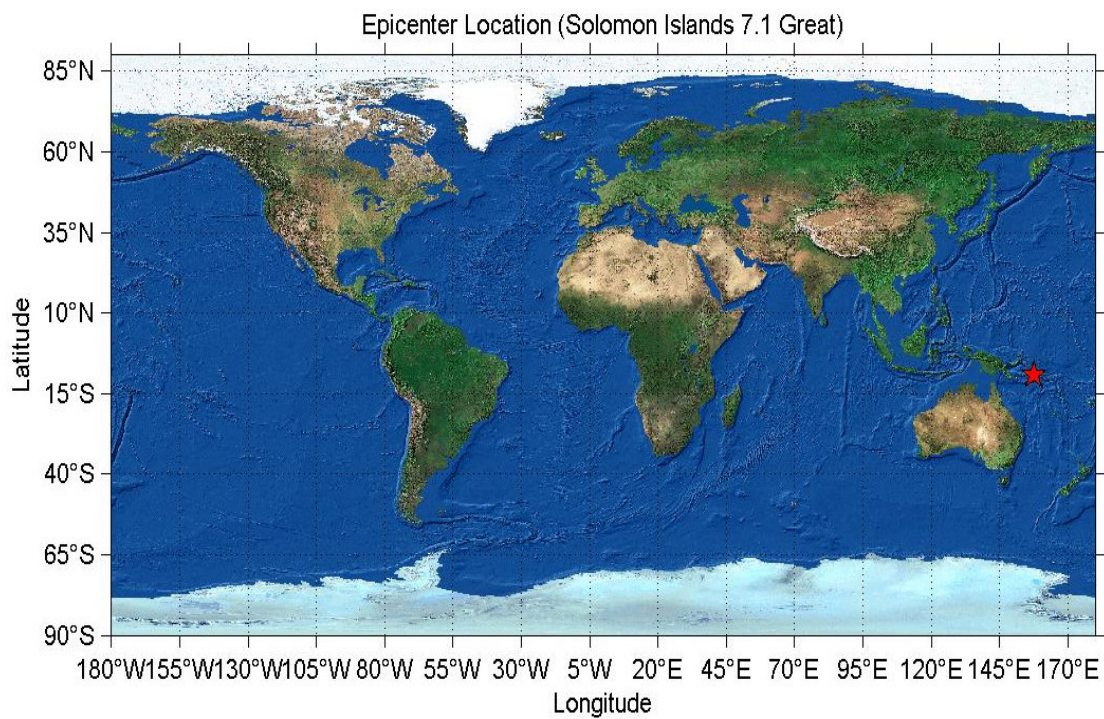 Epicenter Location (Solomon Islands 7.1 Great)
85°N
60°N
35°N
10°N
15°S
40°S
65°S
90°S
Latitude
180°W155°W130°W105°W 80°W 55°W 30°W 5°W 20°E 45°E 70°E 95°E 120°E 145°E 170°E
Longitude